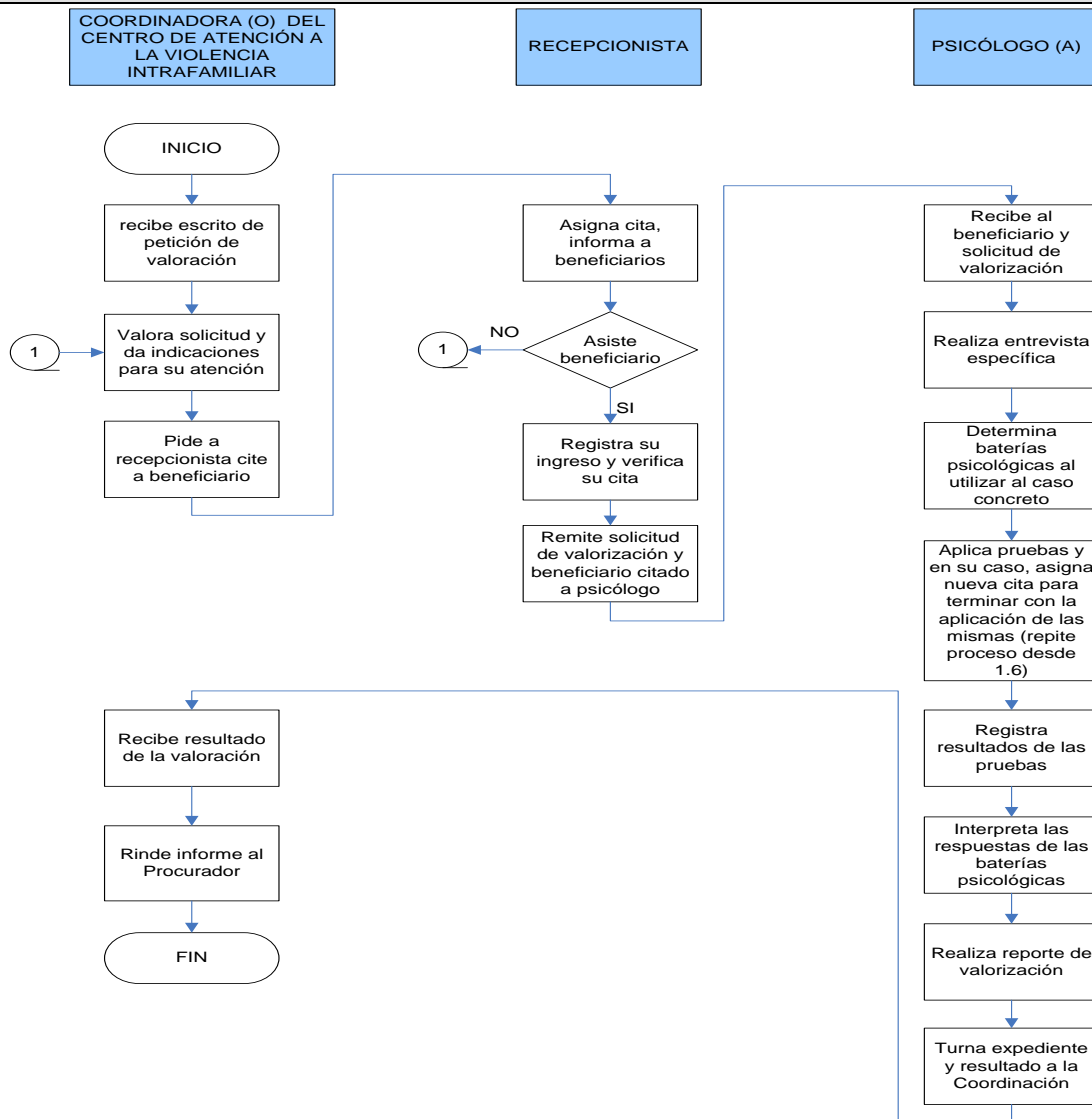 COORDINADORA (O) DEL
CENTRO DE ATENCIÓN A
LA VIOLENCIA
INTRAFAMILIAR
RECEPCIONISTA
PSICÓLOGO (A)
INICIO
recibe escrito de
petición de
valoración
1
Valora solicitud y
da indicaciones
para su atención
Pide a
recepcionista cite
a beneficiario
Asigna cita,
informa a
beneficiarios
Asiste
beneficiario
NO
1
SI
Registra su
ingreso y verifica
su cita
Remite solicitud
de valorización y
beneficiario citado
a psicólogo
Recibe al
beneficiario y
solicitud de
valorización
Realiza entrevista
específica
Determina
baterías
psicológicas al
utilizar al caso
concreto
Aplica pruebas y
en su caso, asigna
nueva cita para
terminar con la
aplicación de las
mismas (repite
proceso desde
1.6)
Registra
resultados de las
pruebas
Interpreta las
respuestas de las
baterías
psicológicas
Realiza reporte de
valorización
Turna expediente
y resultado a la
Coordinación
Recibe resultado
de la valoración
Rinde informe al
Procurador
FIN